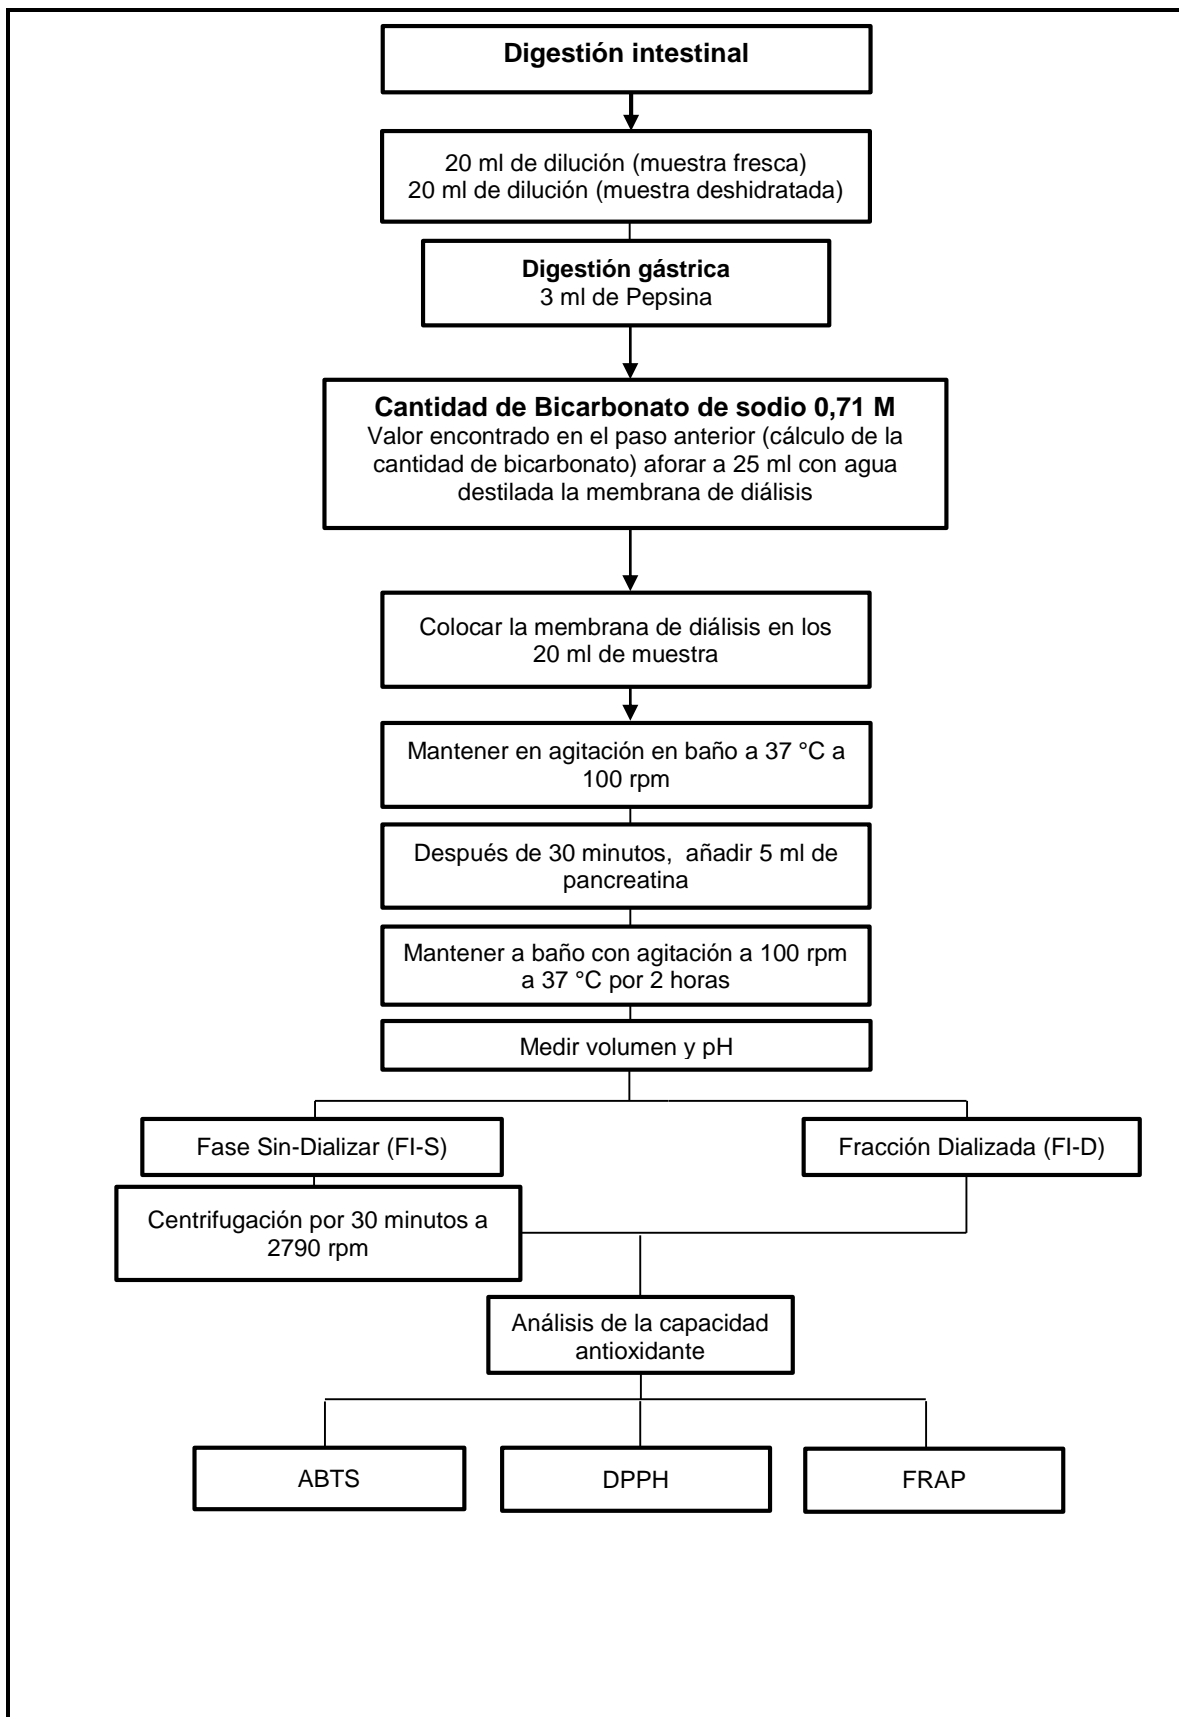 Digestión intestinal
20 ml de dilución (muestra fresca)
20 ml de dilución (muestra deshidratada)
Digestión gástrica
3 ml de Pepsina
Cantidad de Bicarbonato de sodio 0,71 M
Valor encontrado en el paso anterior (cálculo de la
cantidad de bicarbonato) aforar a 25 ml con agua
destilada la membrana de diálisis
Colocar la membrana de diálisis en los
20 ml de muestra
Mantener en agitación en baño a 37 °C a
100 rpm
Después de 30 minutos, añadir 5 ml de
pancreatina
Mantener a baño con agitación a 100 rpm
a 37 °C por 2 horas
Medir volumen y pH
Fase Sin-Dializar (FI-S)
Fracción Dializada (FI-D)
Centrifugación por 30 minutos a
2790 rpm
Análisis de la capacidad
antioxidante
ABTS
DPPH
FRAP